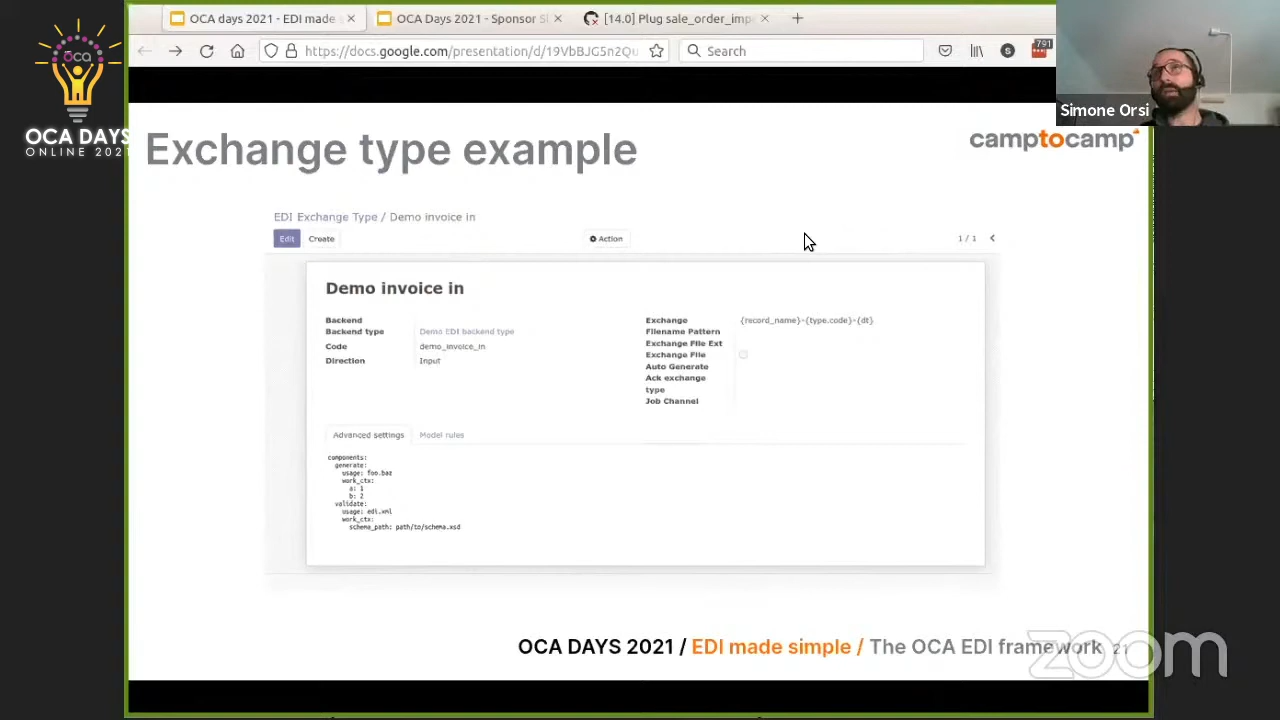 OCA days 2021 - EDI made
OCA Days 2021 - Sponsor Sl
[14.0] Plug sale_order_imp
https://docs.google.com/presentation/d/19VbBJG5n2Qu
Search
S
791
oca
OCA DAYS
ONLINE 2021
Simone Orsi
Exchange type example
camptocamp
EDI Exchange Type / Demo invoice in
Edit
Create
Action
1 / 1
Demo invoice in
Backend
Backend type
Demo EDI backend type
Code
demo_invoice_in
Direction
Input
Exchange
{record_name}-{type.code}-{dt}
Filename Pattern
Exchange File Ext
Exchange File
Auto Generate
Ack exchange
type
Job Channel
Advanced settings
Model rules
components:
generate:
usage: foo.baz
work_ctx:
a: 1
b: 2
validate:
usage: edi.xml
work_ctx:
schema_path: path/to/schema.xsd
OCA DAYS 2021 / EDI made simple / The OCA EDI framework 21
zoom